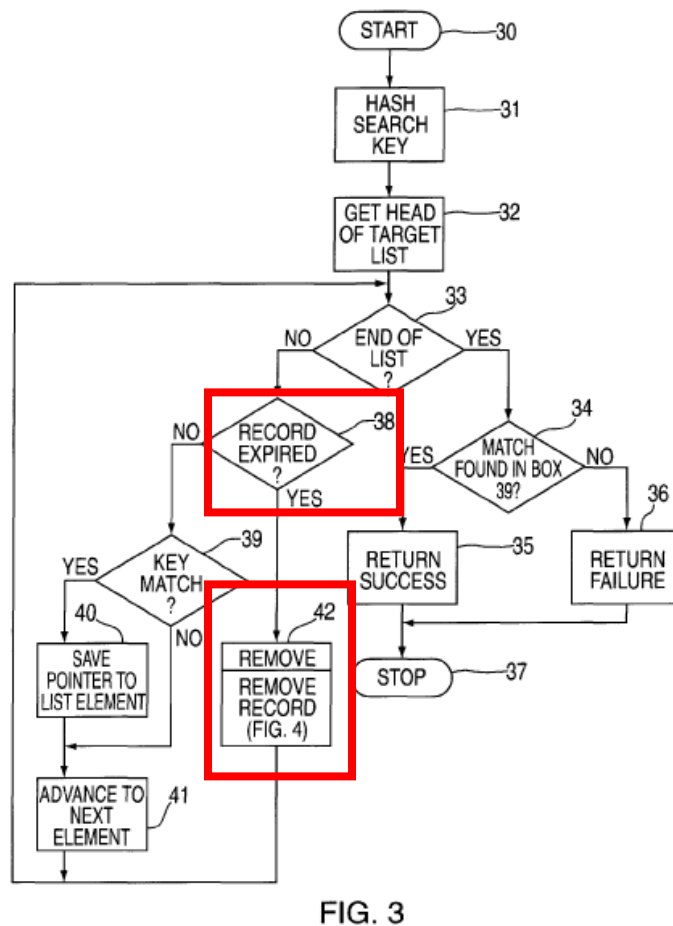 START
30
HASH
SEARCH
KEY
31
GET HEAD
OF TARGET
LIST
32
33
NO
END OF
LIST
?
YES
34
NO
RECORD
EXPIRED
?
38
YES
YES
MATCH
FOUND IN BOX
39?
NO
39
YES
KEY
MATCH
?
NO
35
RETURN
SUCCESS
36
RETURN
FAILURE
40
SAVE
POINTER TO
LIST ELEMENT
42
REMOVE
REMOVE
RECORD
(FIG. 4)
STOP
37
ADVANCE TO
NEXT
ELEMENT
41
FIG. 3